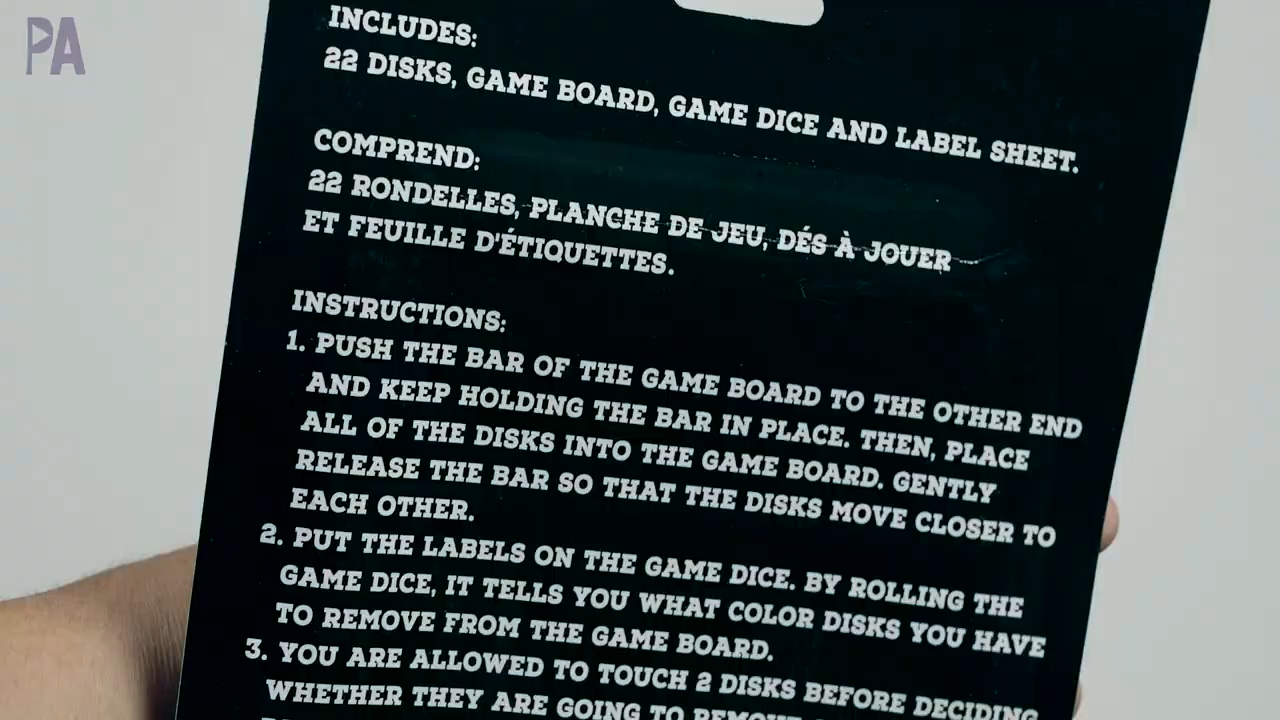 PA
INCLUDES:
22 DISKS, GAME BOARD, GAME DICE AND LABEL SHEET.
COMPREND:
22 RONDELLES, PLANCHE DE JEU, DÉS À JOUER
ET FEUILLE D'ÉTIQUETTES.
INSTRUCTIONS:
1. PUSH THE BAR OF THE GAME BOARD TO THE OTHER END
AND KEEP HOLDING THE BAR IN PLACE. THEN, PLACE
ALL OF THE DISKS INTO THE GAME BOARD. GENTLY
RELEASE THE BAR SO THAT THE DISKS MOVE CLOSER TO
EACH OTHER.
2. PUT THE LABELS ON THE GAME DICE. BY ROLLING THE
GAME DICE, IT TELLS YOU WHAT COLOR DISKS YOU HAVE
TO REMOVE FROM THE GAME BOARD.
3. YOU ARE ALLOWED TO TOUCH 2 DISKS BEFORE DECIDING
WHETHER THEY ARE GOING TO REMOVE